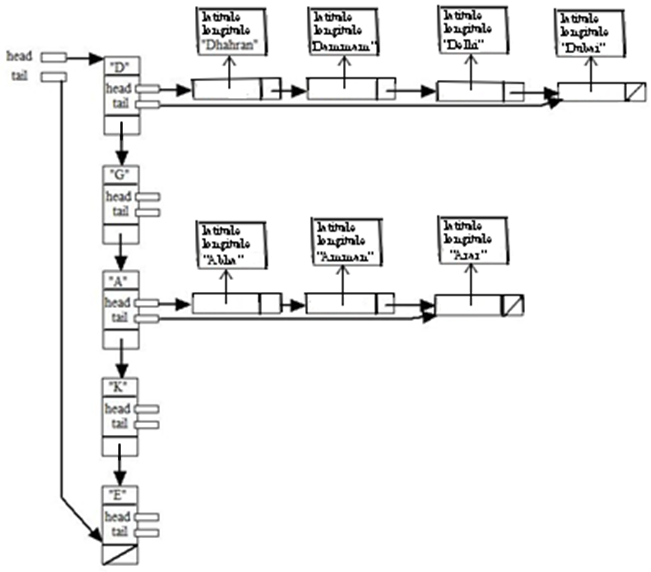 latitude
longitude
"Dhahran"
latitude
longitude
Dammam"
latitude
longitude
"Delhi"
latitude
longitude
"Dubai"
head
tail
"D"
head
tail
"G"
head
tail
latitude
longitude
"Abha"
latitude
longitude
"Amman"
latitude
longitude
"Arar"
"A"
head
tail
"K"
head
tail
"E"
head
tail